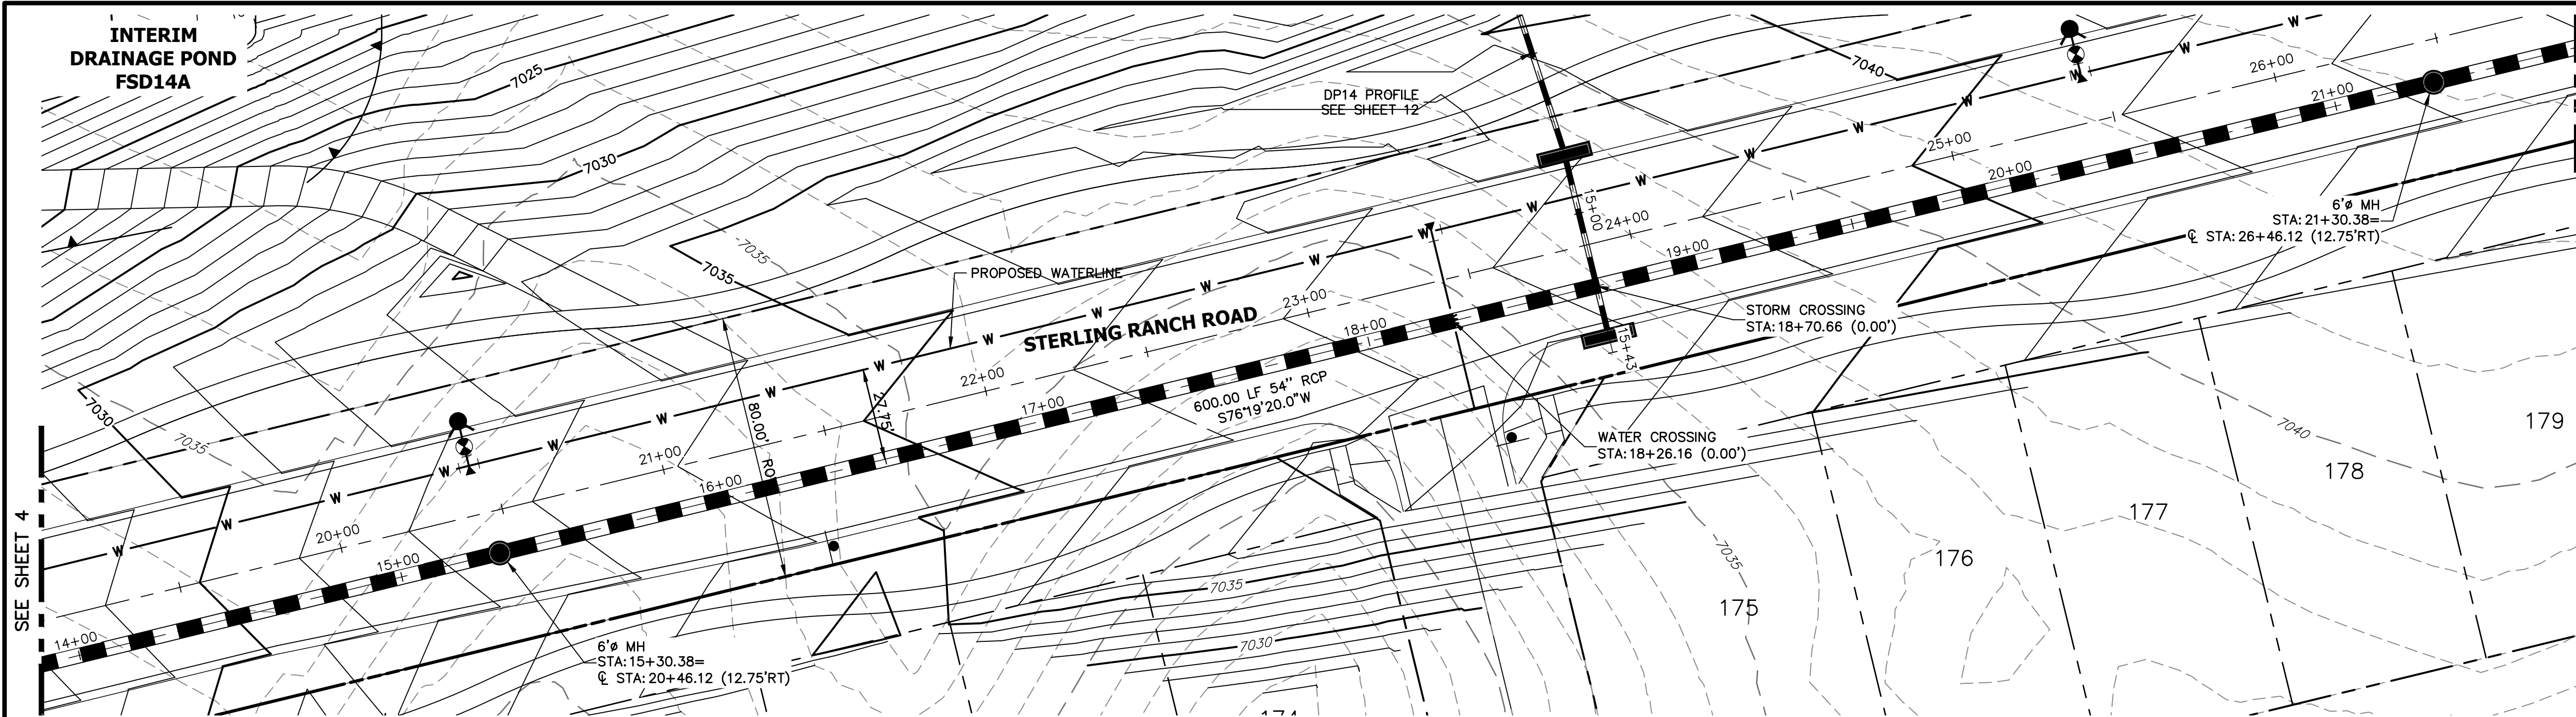 INTERIM
DRAINAGE POND
FSD14A
7025
7030
7035
7035
7030
7035
DP14 PROFILE
SEE SHEET 12
7040
PROPOSED WATERLINE
STERLING RANCH ROAD
80.00' RO
27.75'
600.00 LF 54" RCP
S76°19'20.0"W
20+00
21+00
22+00
23+00
24+00
25+00
26+00
14+00
15+00
16+00
17+00
18+00
19+00
20+00
21+00
15+00
15+43
STORM CROSSING
STA:18+70.66 (0.00')
WATER CROSSING
STA:18+26.16 (0.00')
6'ø MH
STA:21+30.38=
℄ STA:26+46.12 (12.75'RT)
6'ø MH
STA:15+30.38=
℄ STA:20+46.12 (12.75'RT)
SEE SHEET 4
W W W W W W W W W W W W W W W W W W W W W
7035
7030
7035
7040
174
175
176
177
178
179